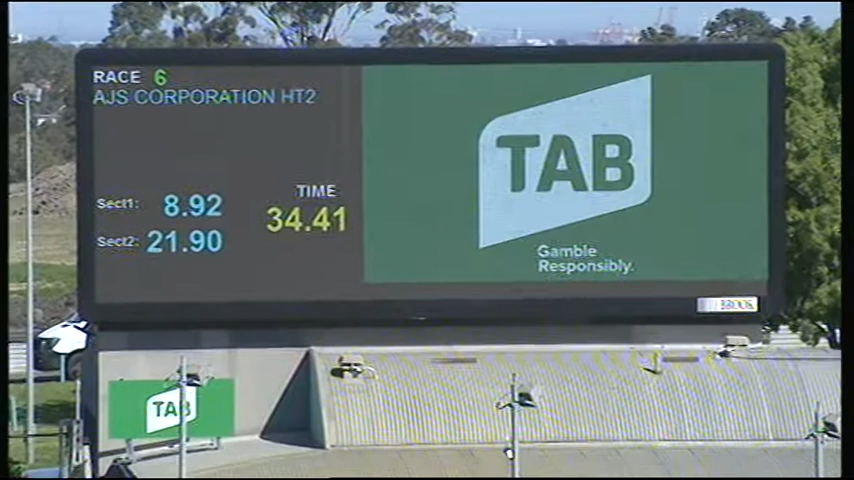 RACE 6
AJS CORPORATION HT2
TIME
Sect1: 8.92
34.41
Sect2: 21.90
TAB
Gamble
Responsibly.
TAB